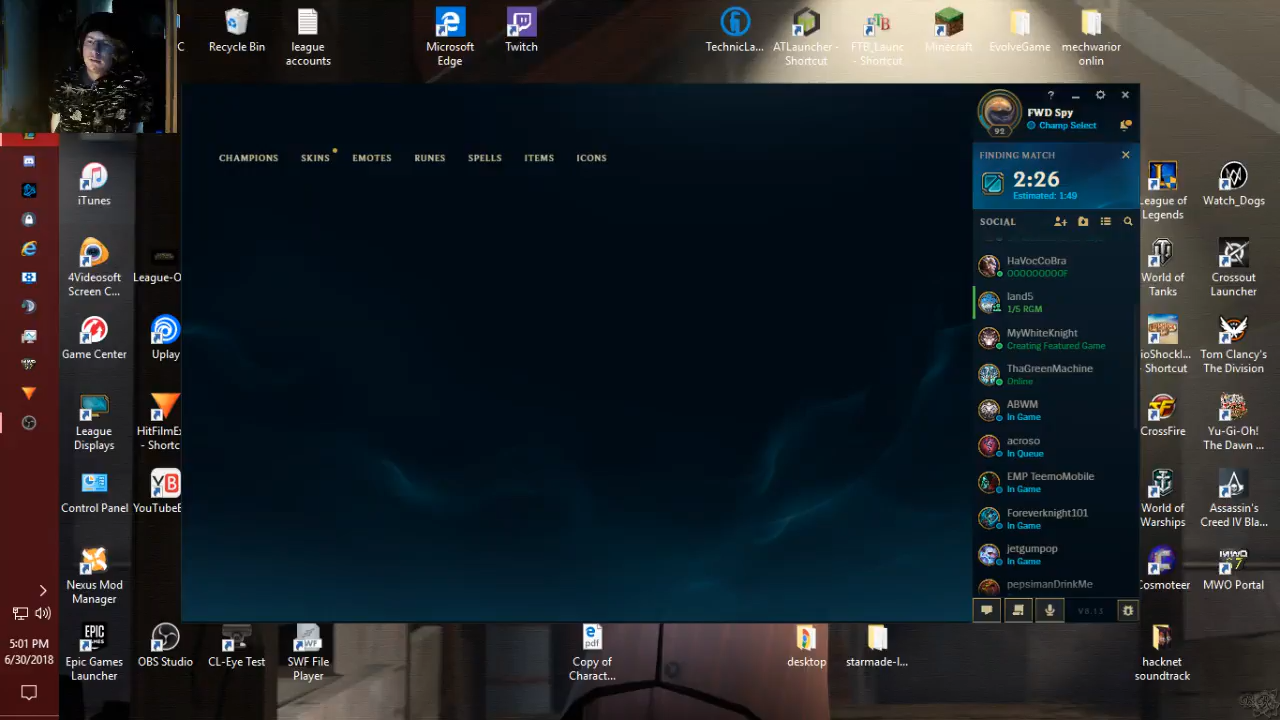 C
Recycle Bin
league
accounts
Microsoft
Edge
Twitch
TechnicLa...
ATLauncher -
Shortcut
FTB_Launc
- Shortcut
Minecraft
EvolveGame
mechwarior
onlin
iTunes
4Videosoft
Screen C...
League-O
Game Center
Uplay
League
Displays
HitFilmEx
- Shortc
Control Panel
YouTubeE
Nexus Mod
Manager
Epic Games
Launcher
OBS Studio
CL-Eye Test
SWF File
Player
Copy of
Charact...
desktop
starmade-l...
hacknet
soundtrack
5:01 PM
6/30/2018
CHAMPIONS
SKINS
EMOTES
RUNES
SPELLS
ITEMS
ICONS
?
FWD Spy
92
Champ Select
FINDING MATCH
2:26
Estimated: 1:49
SOCIAL
HaVocCoBra
OOOOOOOOOF
land5
1/5 RGM
MyWhiteKnight
Creating Featured Game
ThaGreenMachine
Online
ABWM
In Game
acroso
In Queue
EMP TeemoMobile
In Game
Foreverknight101
In Game
jetgumpop
In Game
pepsimanDrinkMe
V8.13
League of
Legends
Watch_Dogs
World of
Tanks
Crossout
Launcher
ioShockI...
Shortcut
Tom Clancy's
The Division
CrossFire
Yu-Gi-Oh!
The Dawn ...
World of
Warships
Assassin's
Creed IV Bla...
Cosmoteer
MWO Portal